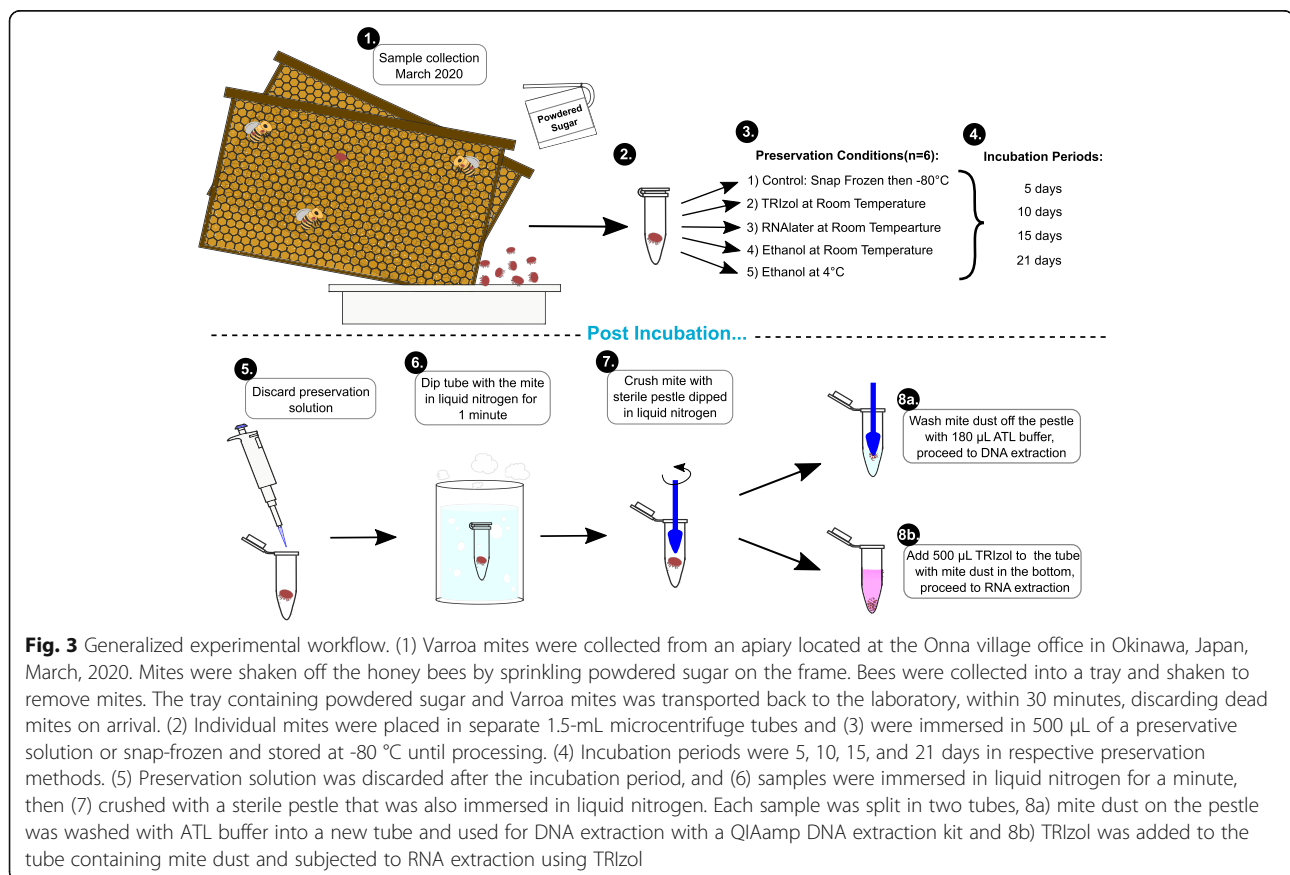 1.
Sample collection
March 2020
Powdered
Sugar
2.
3.
Preservation Conditions(n=6):
1) Control: Snap Frozen then -80°C
2) TRIzol at Room Temperature
3) RNAlater at Room Tempearture
4) Ethanol at Room Temperature
5) Ethanol at 4°C
4.
Incubation Periods:
5 days
10 days
15 days
21 days
Post Incubation...
5.
Discard preservation
solution
6.
Dip tube with the mite
in liquid nitrogen for
1 minute
7.
Crush mite with
sterile pestle dipped
in liquid nitrogen
8a.
Wash mite dust off the pestle
with 180 µL ATL buffer,
proceed to DNA extraction
8b.
Add 500 µL TRIzol to the tube
with mite dust in the bottom,
proceed to RNA extraction
Fig. 3 Generalized experimental workflow. (1) Varroa mites were collected from an apiary located at the Onna village office in Okinawa, Japan,
March, 2020. Mites were shaken off the honey bees by sprinkling powdered sugar on the frame. Bees were collected into a tray and shaken to
remove mites. The tray containing powdered sugar and Varroa mites was transported back to the laboratory, within 30 minutes, discarding dead
mites on arrival. (2) Individual mites were placed in separate 1.5-mL microcentrifuge tubes and (3) were immersed in 500 µL of a preservative
solution or snap-frozen and stored at -80 °C until processing. (4) Incubation periods were 5, 10, 15, and 21 days in respective preservation
methods. (5) Preservation solution was discarded after the incubation period, and (6) samples were immersed in liquid nitrogen for a minute,
then (7) crushed with a sterile pestle that was also immersed in liquid nitrogen. Each sample was split in two tubes, 8a) mite dust on the pestle
was washed with ATL buffer into a new tube and used for DNA extraction with a QIAamp DNA extraction kit and 8b) TRIzol was added to the
tube containing mite dust and subjected to RNA extraction using TRIzol